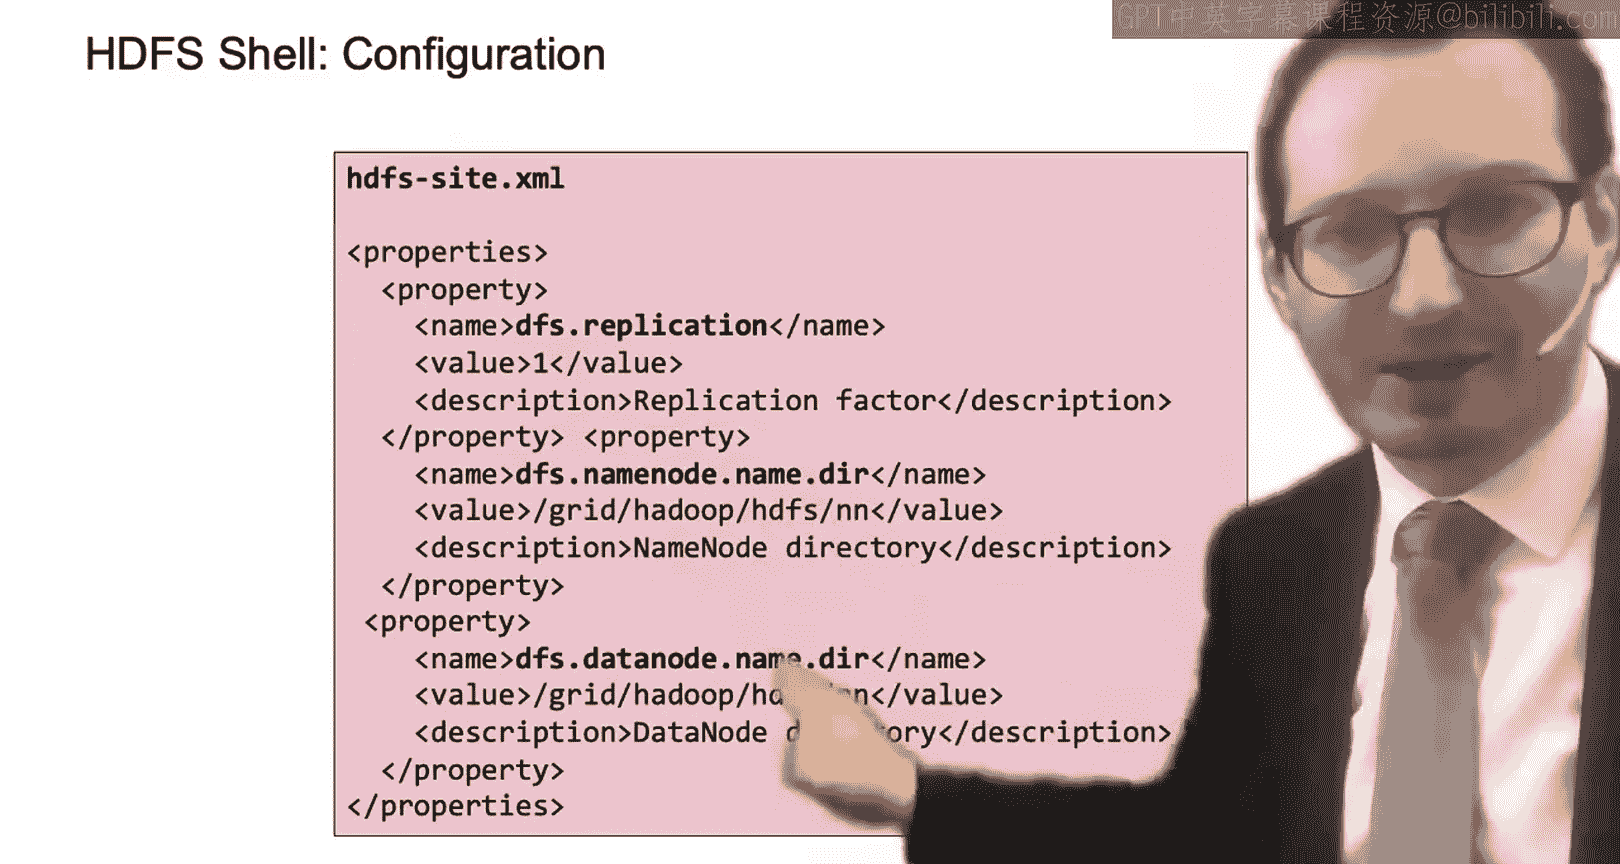 GPT中英字幕课程资源@bilibili.com
HDFS Shell: Configuration
hdfs-site.xml
<properties>
<property>
<name>dfs.replication</name>
<value>1</value>
<description>Replication factor</description>
</property> <property>
<name>dfs.namenode.name.dir</name>
<value>/grid/hadoop/hdfs/nn</value>
<description>NameNode directory</description>
</property>
<property>
<name>dfs.datanode.name.dir</name>
<value>/grid/hadoop/</value>
<description>DataNode </description>
</property>
</properties>